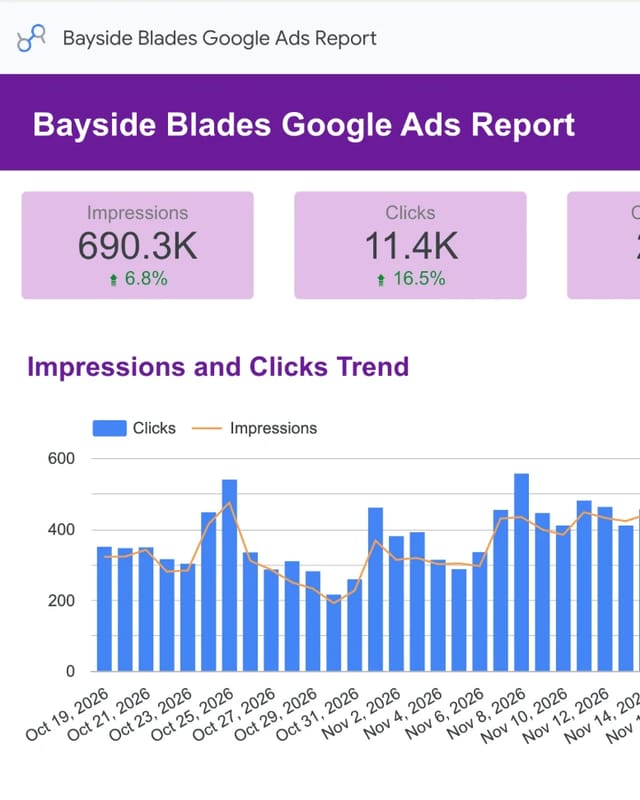 Bayside Blades Google Ads Report
Bayside Blades Google Ads Report
Impressions
690.3K
6.8%
Clicks
11.4K
16.5%
Impressions and Clicks Trend
Clicks
Impressions
600
400
200
0
Oct 19, 2026
Oct 21, 2026
Oct 23, 2026
Oct 25, 2026
Oct 27, 2026
Oct 29, 2026
Oct 31, 2026
Nov 2, 2026
Nov 4, 2026
Nov 6, 2026
Nov 8, 2026
Nov 10, 2026
Nov 12, 2026
Nov 14,
Nov